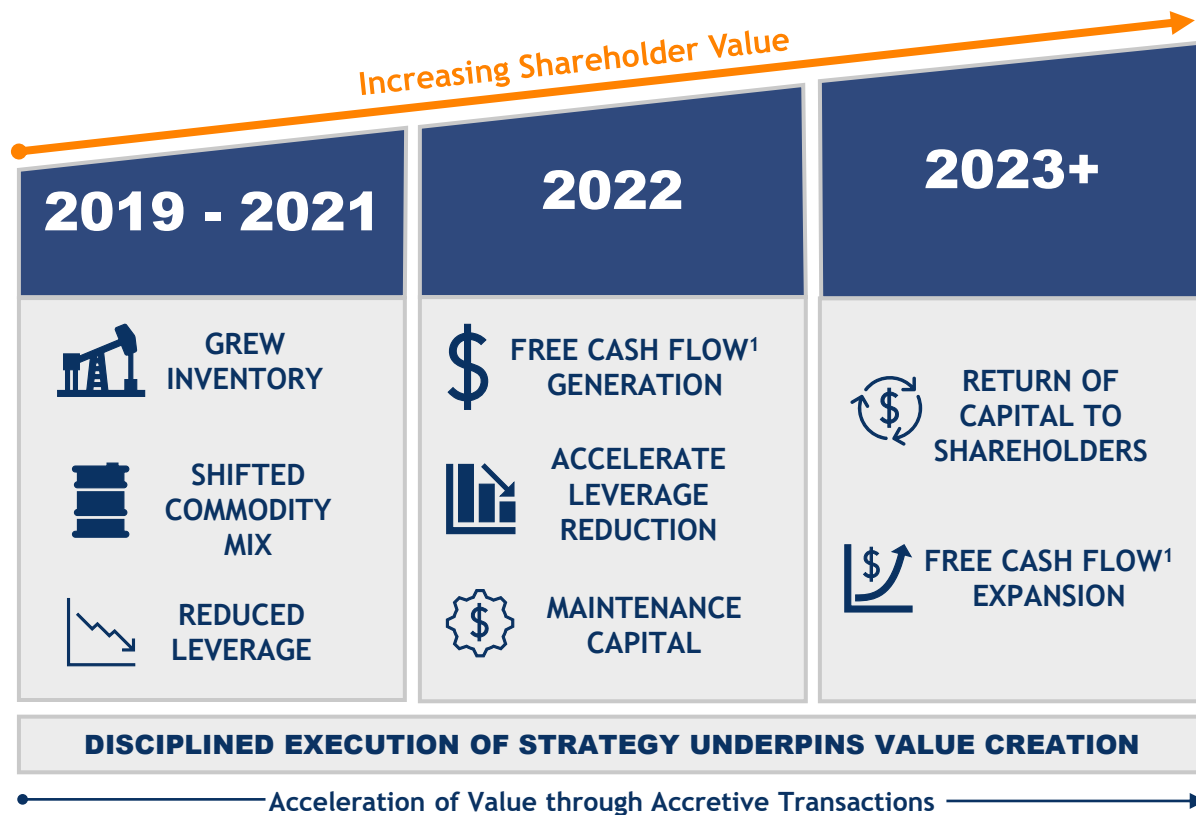 Increasing Shareholder Value
2019 - 2021
2022
2023+
GREW
INVENTORY
SHIFTED
COMMODITY
MIX
REDUCED
LEVERAGE
$
FREE CASH FLOW¹
GENERATION
ACCELERATE
LEVERAGE
REDUCTION
$
MAINTENANCE
CAPITAL
$
RETURN OF
CAPITAL TO
SHAREHOLDERS
$
FREE CASH FLOW¹
EXPANSION
DISCIPLINED EXECUTION OF STRATEGY UNDERPINS VALUE CREATION
Acceleration of Value through Accretive Transactions